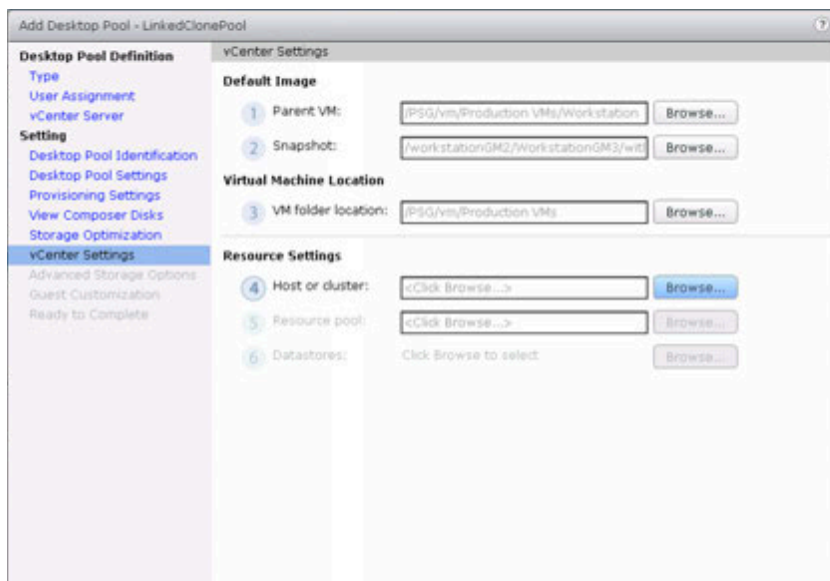 Add Desktop Pool - LinkedClonePool ?
Desktop Pool Definition
Type
User Assignment
vCenter Server
Setting
Desktop Pool Identification
Desktop Pool Settings
Provisioning Settings
View Composer Disks
Storage Optimization
vCenter Settings
Advanced Storage Options
Guest Customization
Ready to Complete
vCenter Settings
Default Image
1 Parent VM: /PSG/vm/Production VMs/Workstation Browse...
2 Snapshot: /workstationGM2/WorkstationGM3/wit Browse...
Virtual Machine Location
3 VM folder location: /PSG/vm/Production VMs Browse...
Resource Settings
4 Host or cluster: <Click Browse...> Browse...
5 Resource pool: <Click Browse...> Browse...
6 Datastores: Click Browse to select Browse...